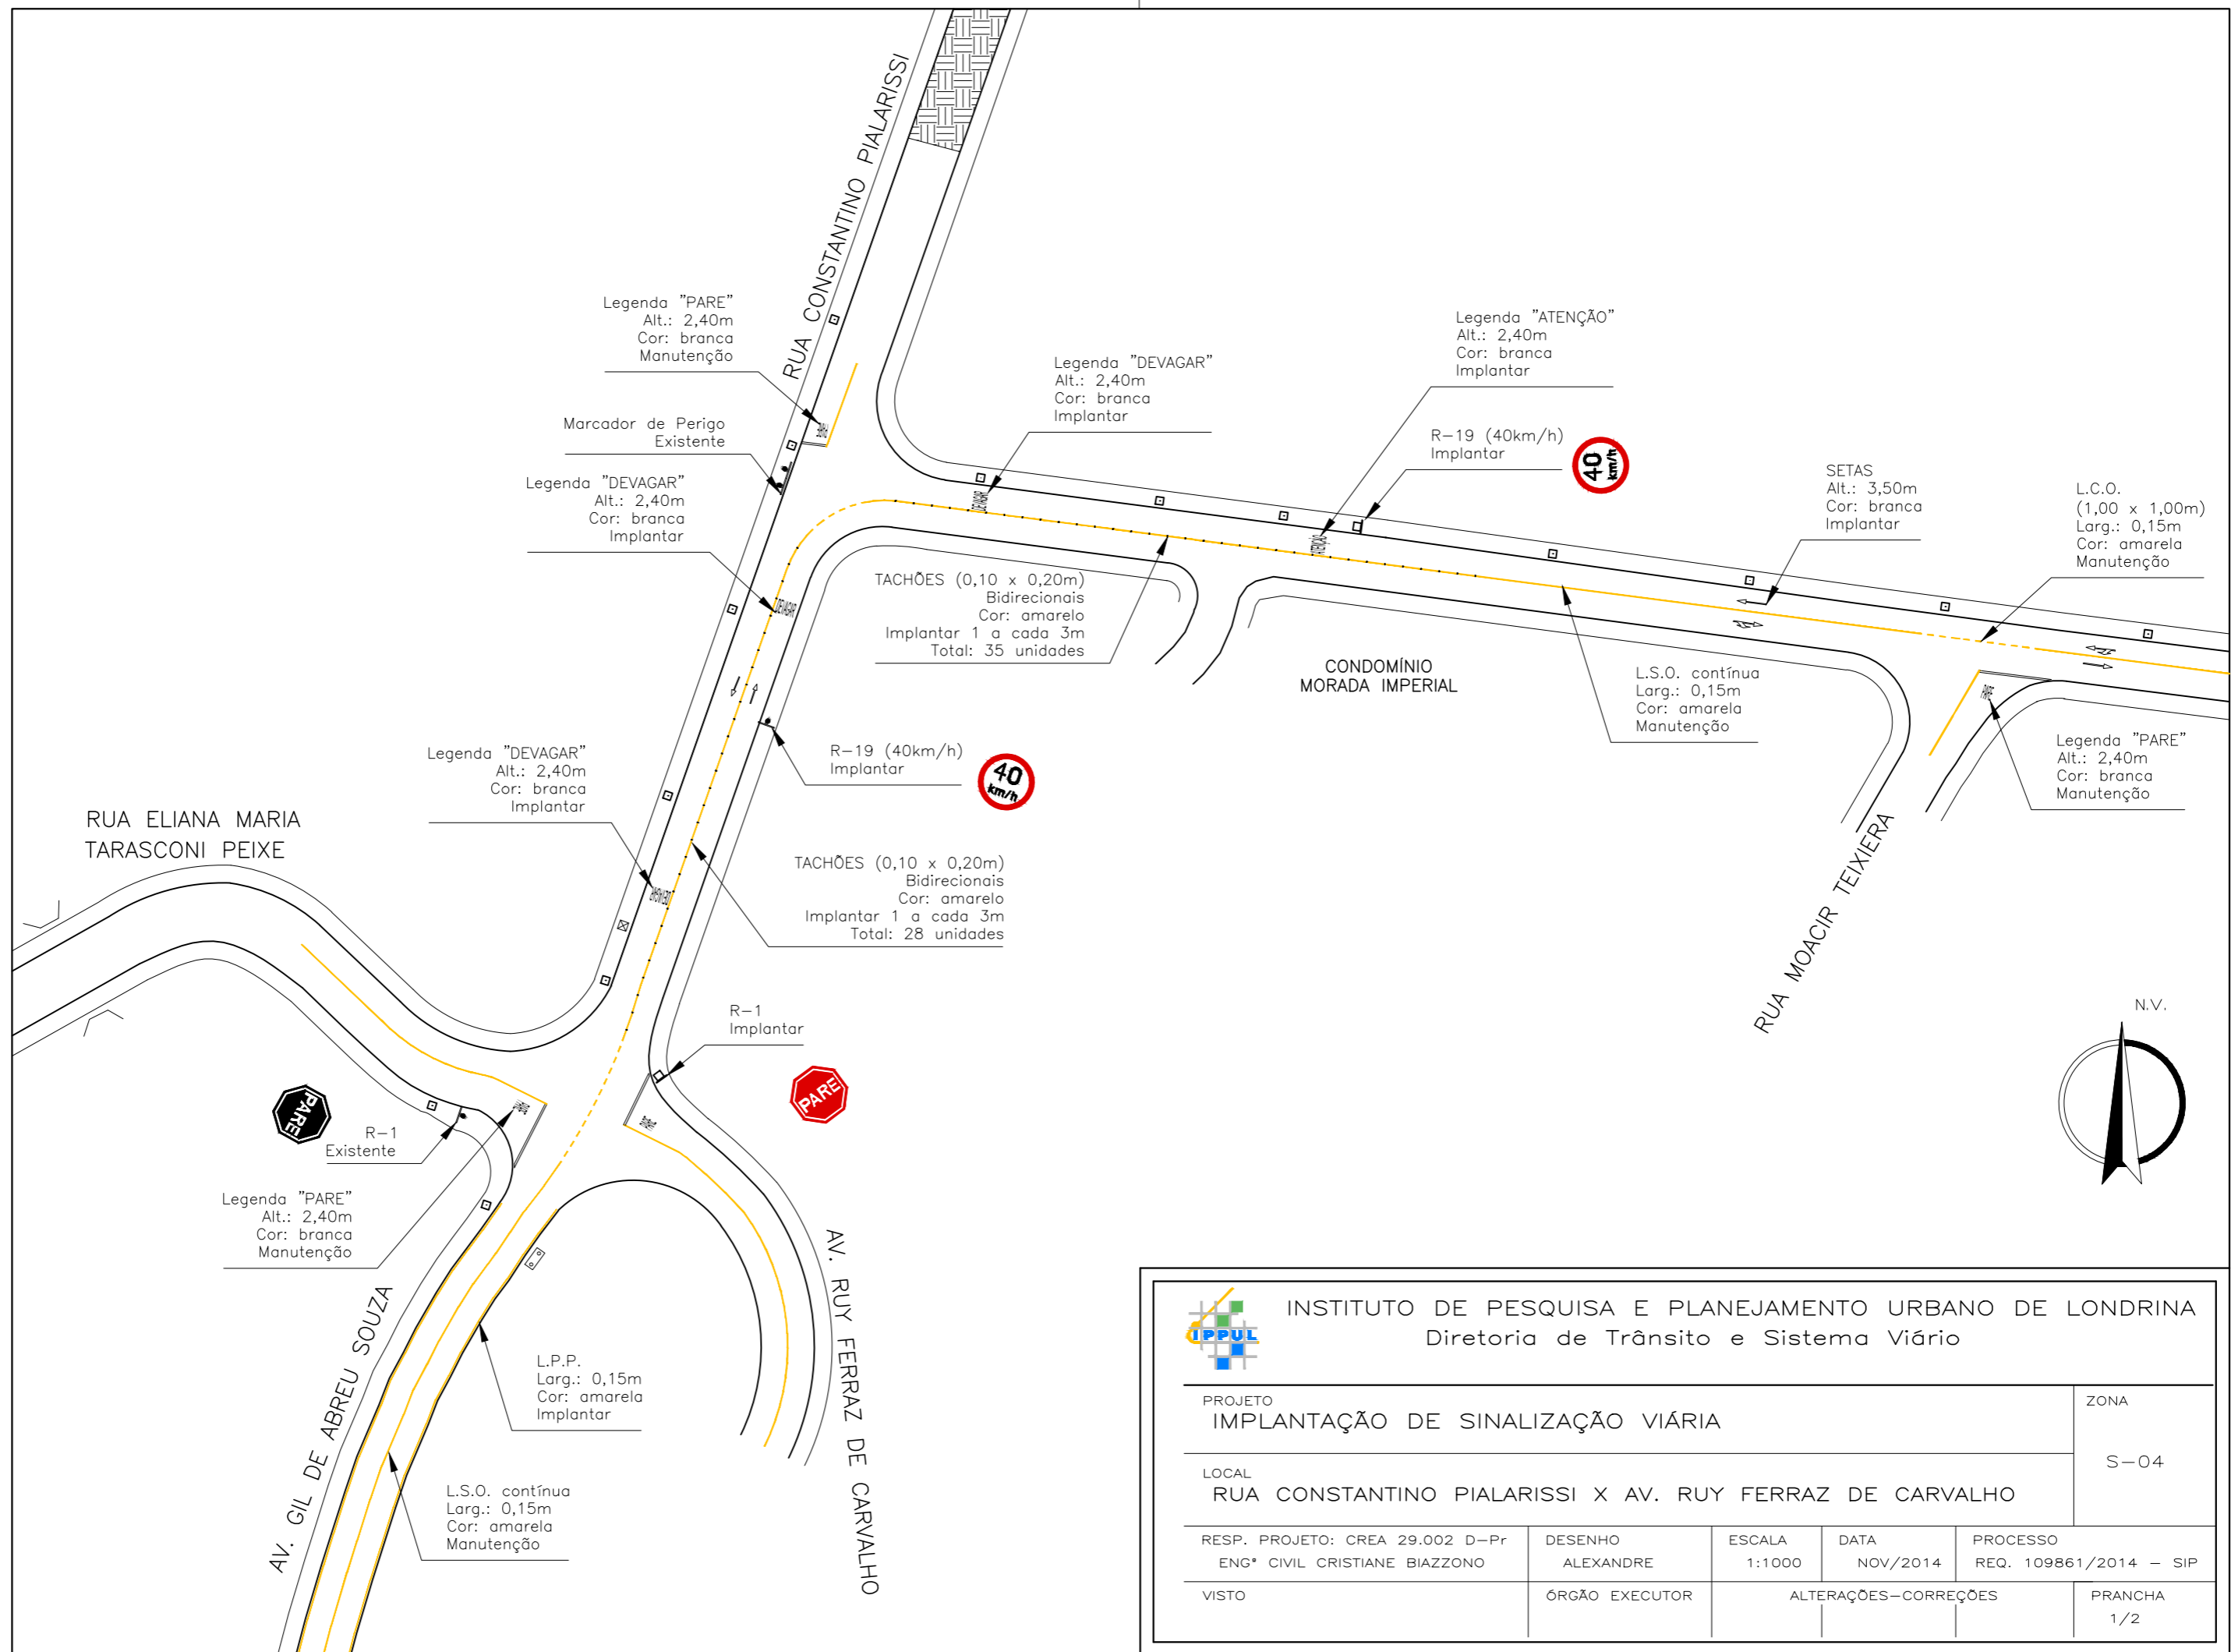 RUA CONSTANTINO PIALARISSI
Legenda "PARE"
Alt.: 2,40m
Cor: branca
Manutenção
PARE
Marcador de Perigo
Existente
Legenda "DEVAGAR"
Alt.: 2,40m
Cor: branca
Implantar
DEVAGAR
Legenda "DEVAGAR"
Alt.: 2,40m
Cor: branca
Implantar
DEVAGAR
Legenda "ATENÇÃO"
Alt.: 2,40m
Cor: branca
Implantar
ATENÇÃO
R-19 (40km/h)
Implantar
40
km/h
SETAS
Alt.: 3,50m
Cor: branca
Implantar
L.C.O.
(1,00 x 1,00m)
Larg.: 0,15m
Cor: amarela
Manutenção
TACHÕES (0,10 x 0,20m)
Bidirecionais
Cor: amarelo
Implantar 1 a cada 3m
Total: 35 unidades
CONDOMÍNIO
MORADA IMPERIAL
L.S.O. contínua
Larg.: 0,15m
Cor: amarela
Manutenção
PARE
Legenda "PARE"
Alt.: 2,40m
Cor: branca
Manutenção
RUA MOACIR TEIXIERA
R-19 (40km/h)
Implantar
40
km/h
Legenda "DEVAGAR"
Alt.: 2,40m
Cor: branca
Implantar
DEVAGAR
RUA ELIANA MARIA
TARASCONI PEIXE
TACHÕES (0,10 x 0,20m)
Bidirecionais
Cor: amarelo
Implantar 1 a cada 3m
Total: 28 unidades
R-1
Implantar
PARE
PARE
PARE
R-1
Existente
PARE
Legenda "PARE"
Alt.: 2,40m
Cor: branca
Manutenção
N.V.
AV. GIL DE ABREU SOUZA
AV. RUY FERRAZ DE CARVALHO
L.P.P.
Larg.: 0,15m
Cor: amarela
Implantar
L.S.O. contínua
Larg.: 0,15m
Cor: amarela
Manutenção
IPPUL
INSTITUTO DE PESQUISA E PLANEJAMENTO URBANO DE LONDRINA
Diretoria de Trânsito e Sistema Viário
PROJETO
IMPLANTAÇÃO DE SINALIZAÇÃO VIÁRIA
ZONA
S-04
LOCAL
RUA CONSTANTINO PIALARISSI X AV. RUY FERRAZ DE CARVALHO
RESP. PROJETO: CREA 29.002 D-Pr
ENGª CIVIL CRISTIANE BIAZZONO
DESENHO
ALEXANDRE
ESCALA
1:1000
DATA
NOV/2014
PROCESSO
REQ. 109861/2014 - SIP
VISTO
ÓRGÃO EXECUTOR
ALTERAÇÕES-CORREÇÕES
PRANCHA
1/2